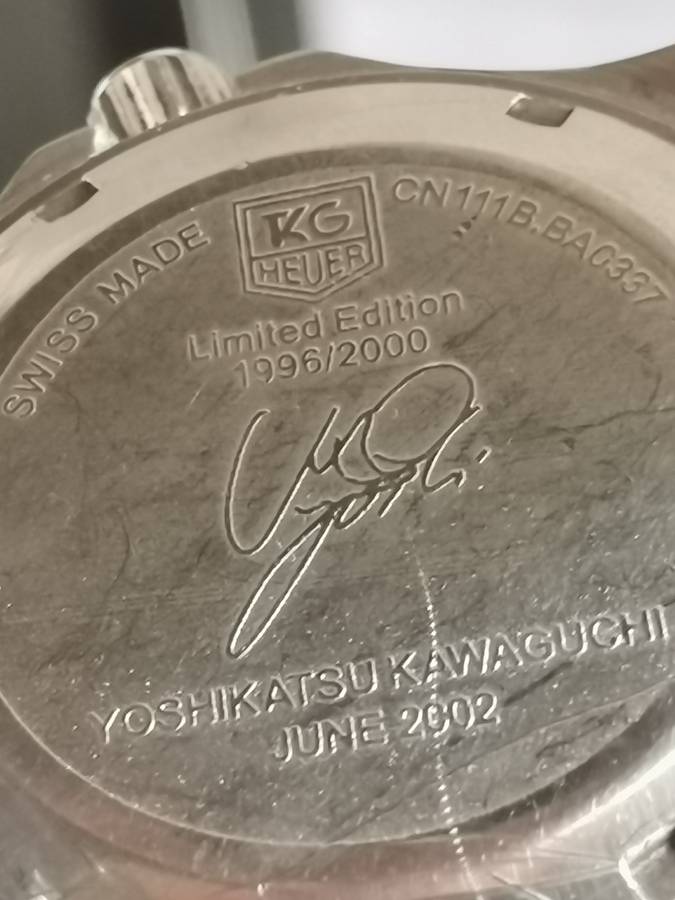 SWISS MADE
TAG
HEUER
CN111B.BA0337
Limited Edition
1996/2000
YOSHIKATSU KAWAGUCHI
JUNE 2002